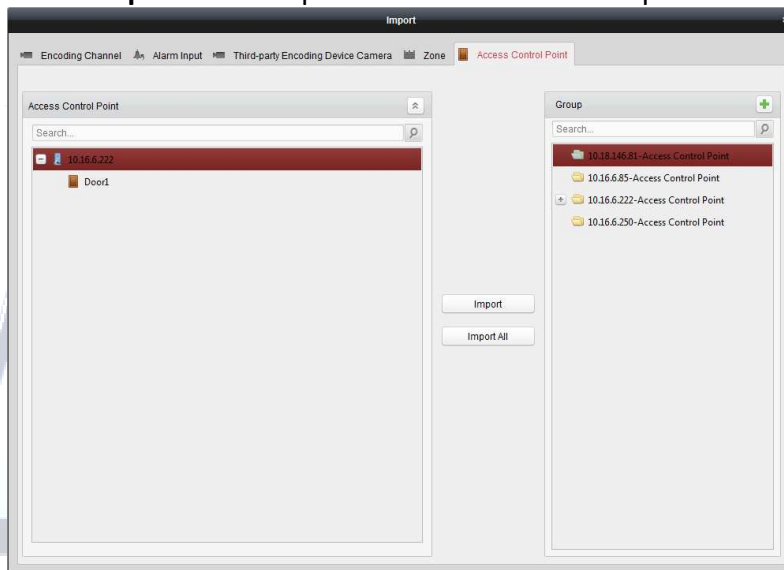 Import
Encoding Channel Alarm Input Third-party Encoding Device Camera Zone Access Control Point
Access Control Point
Search...
10.16.6.222
Door1
Import
Import All
Group
Search...
10.18.146.81-Access Control Point
10.16.6.85-Access Control Point
10.16.6.222-Access Control Point
10.16.6.250-Access Control Point